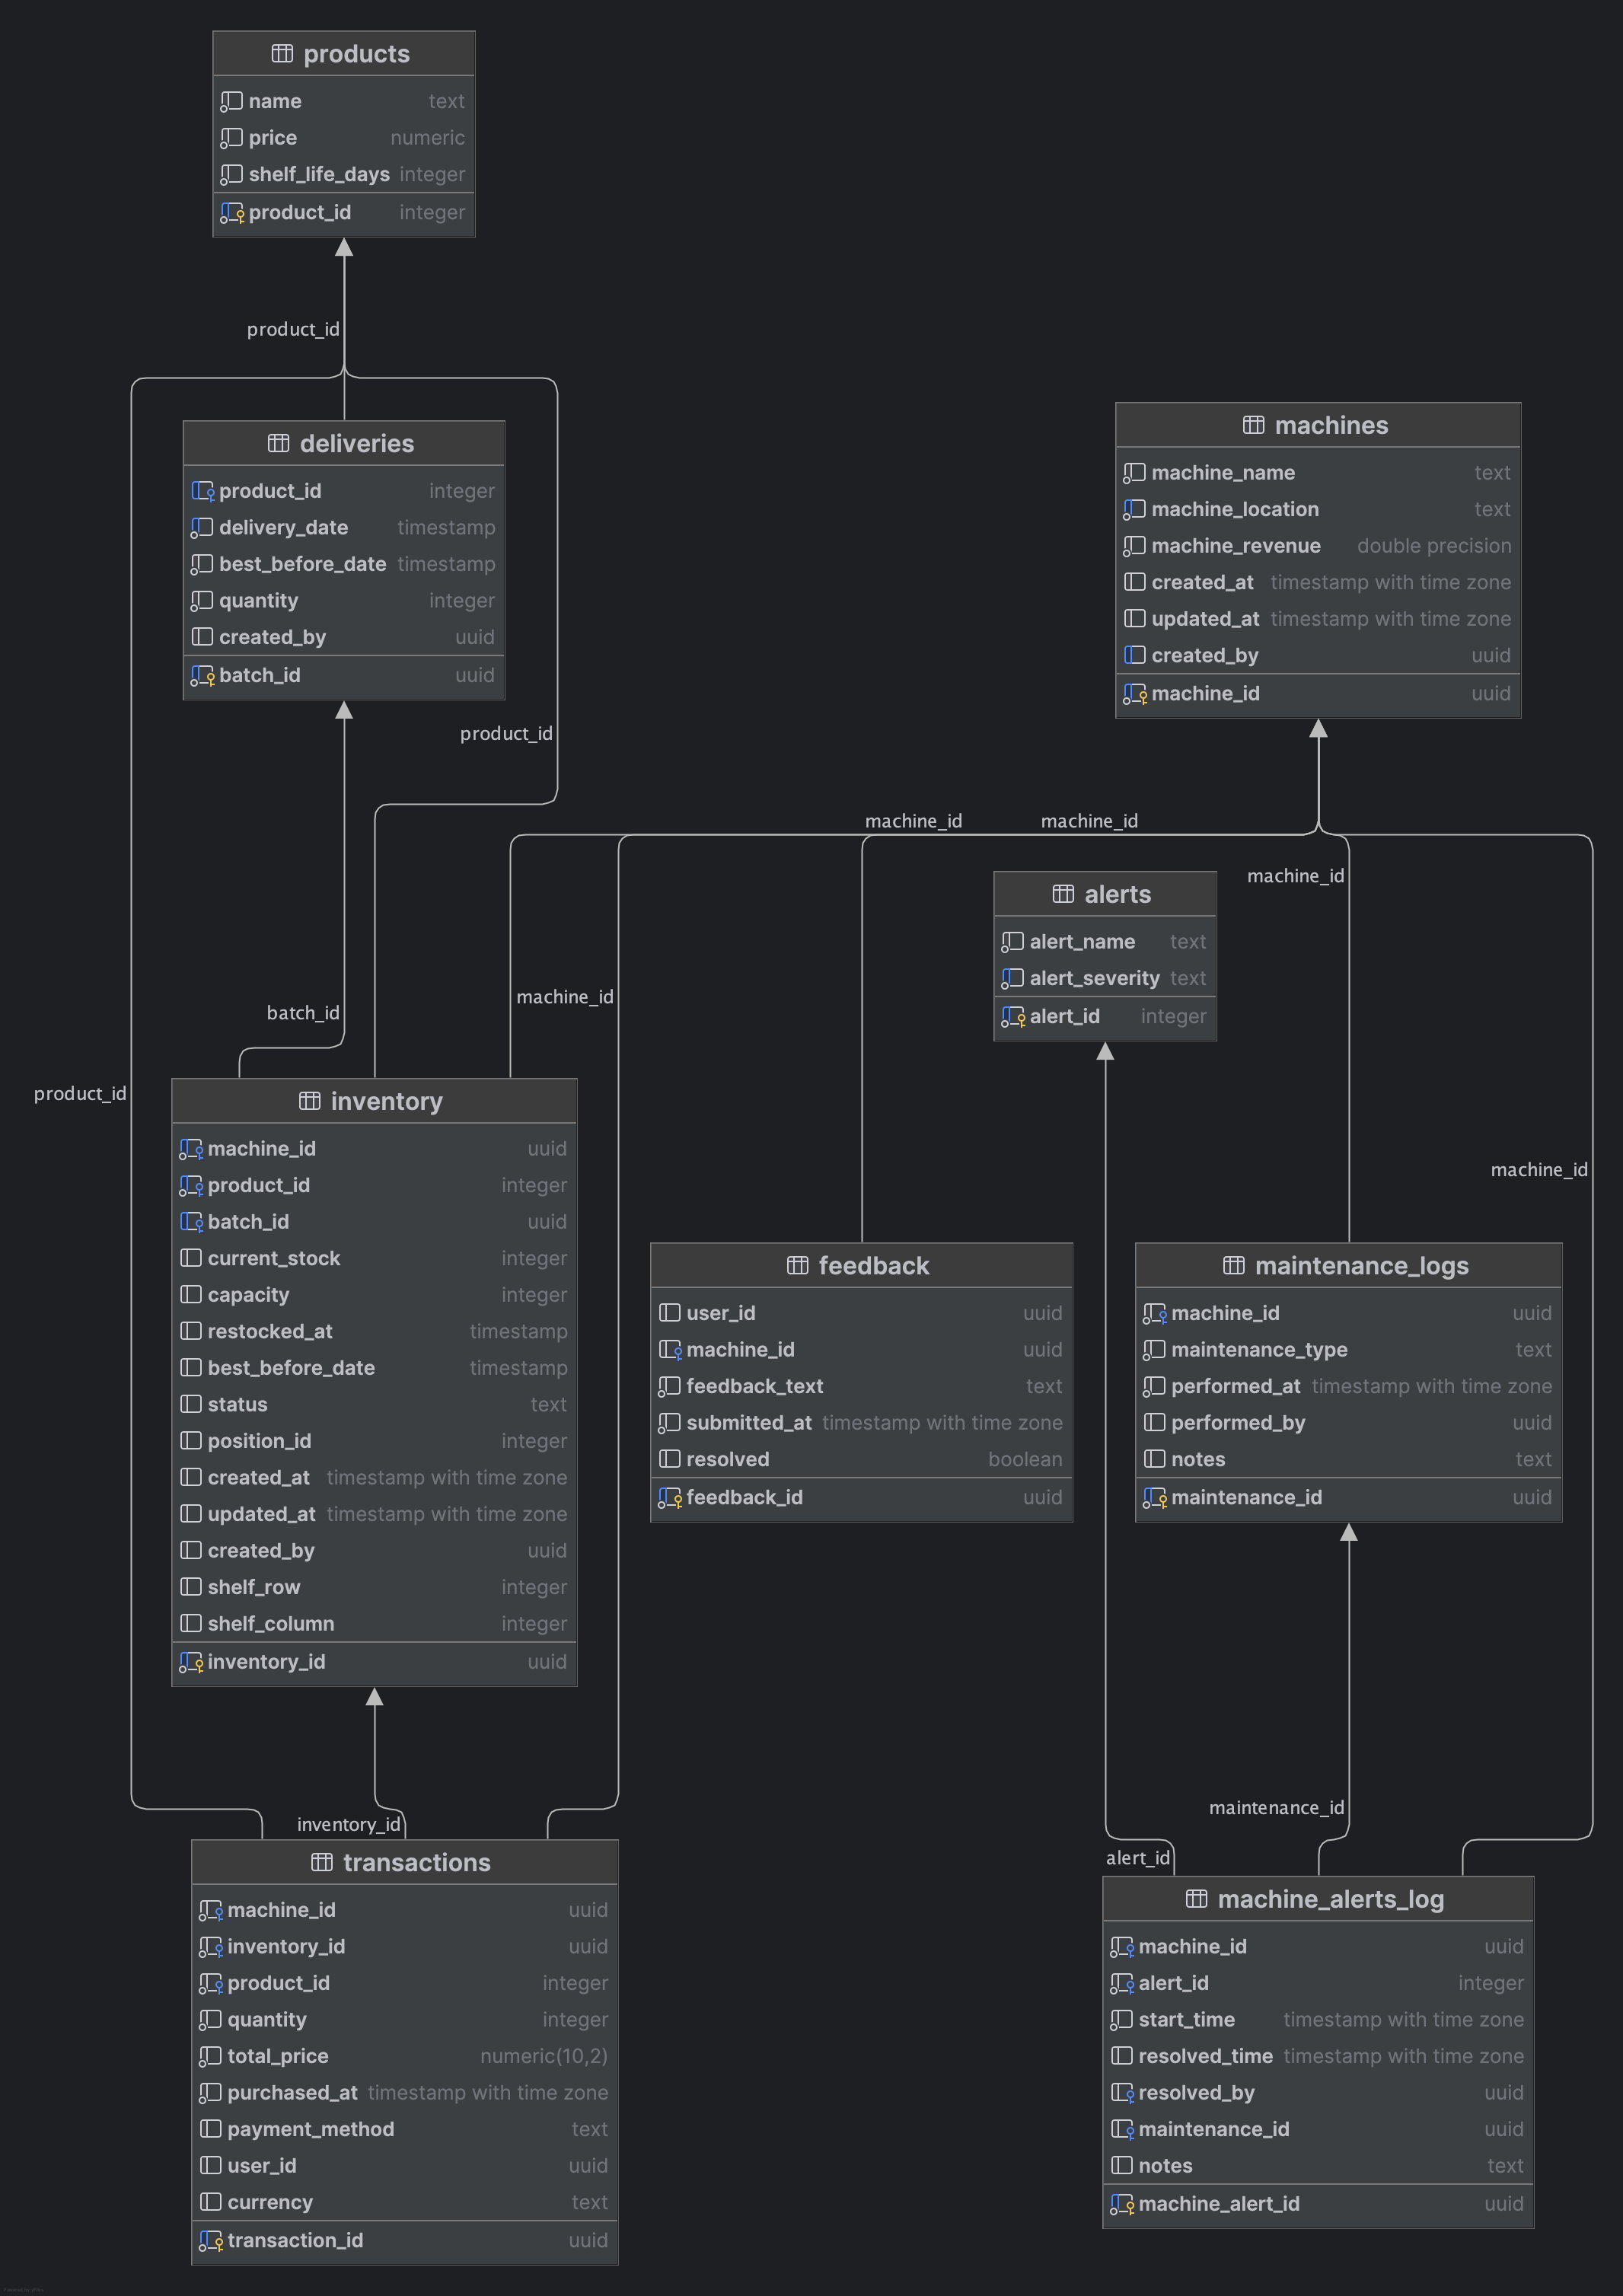 products
name text
price numeric
shelf_life_days integer
product_id integer
product_id
deliveries
product_id integer
delivery_date timestamp
best_before_date timestamp
quantity integer
created_by uuid
batch_id uuid
machines
machine_name text
machine_location text
machine_revenue double precision
created_at timestamp with time zone
updated_at timestamp with time zone
created_by uuid
machine_id uuid
product_id
machine_id
machine_id
machine_id
alerts
alert_name text
alert_severity text
alert_id integer
machine_id
batch_id
product_id
machine_id
inventory
machine_id uuid
product_id integer
batch_id uuid
current_stock integer
capacity integer
restocked_at timestamp
best_before_date timestamp
status text
position_id integer
created_at timestamp with time zone
updated_at timestamp with time zone
created_by uuid
shelf_row integer
shelf_column integer
inventory_id uuid
feedback
user_id uuid
machine_id uuid
feedback_text text
submitted_at timestamp with time zone
resolved boolean
feedback_id uuid
maintenance_logs
machine_id uuid
maintenance_type text
performed_at timestamp with time zone
performed_by uuid
notes text
maintenance_id uuid
inventory_id
maintenance_id
alert_id
transactions
machine_id uuid
inventory_id uuid
product_id integer
quantity integer
total_price numeric(10,2)
purchased_at timestamp with time zone
payment_method text
user_id uuid
currency text
transaction_id uuid
machine_alerts_log
machine_id uuid
alert_id integer
start_time timestamp with time zone
resolved_time timestamp with time zone
resolved_by uuid
maintenance_id uuid
notes text
machine_alert_id uuid